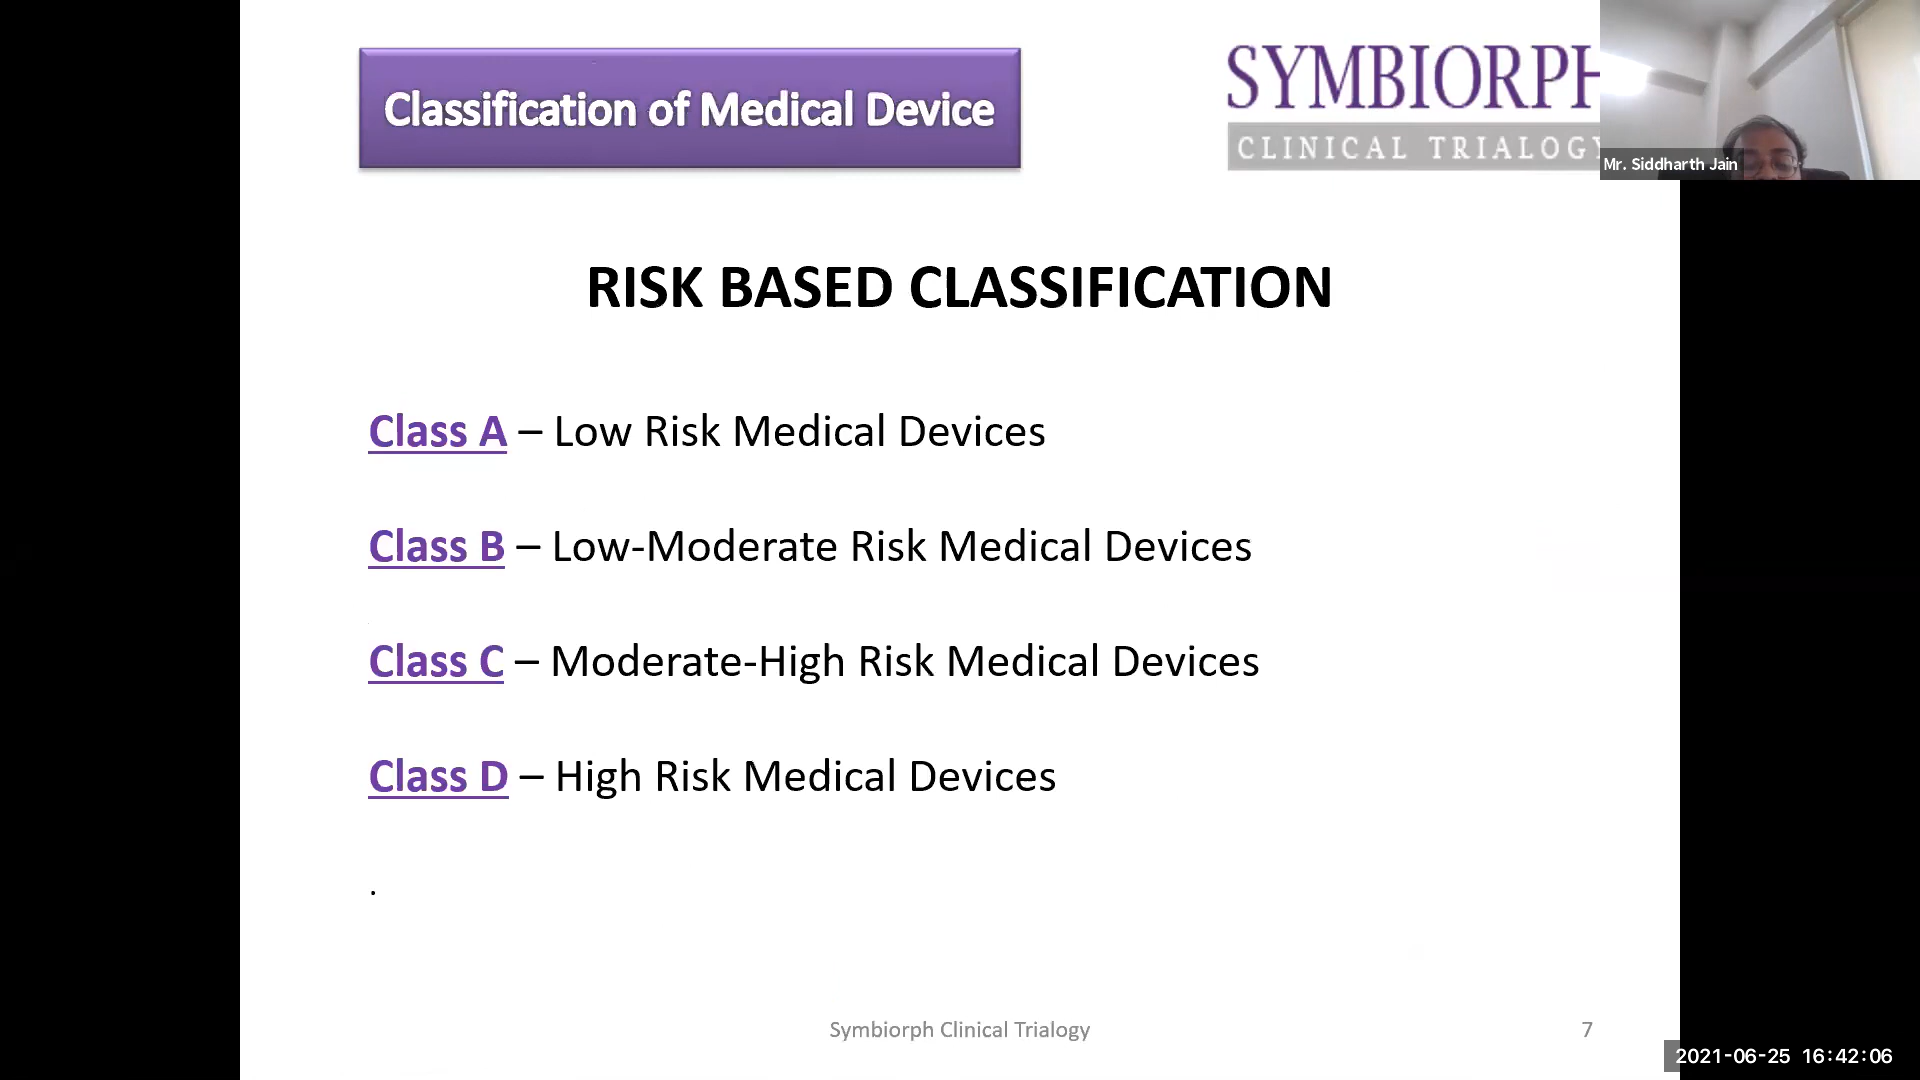 Classification of Medical Device
SYMBIORPH
CLINICAL TRIALOGY
Mr. Siddharth Jain
RISK BASED CLASSIFICATION
Class A – Low Risk Medical Devices
Class B – Low-Moderate Risk Medical Devices
Class C – Moderate-High Risk Medical Devices
Class D – High Risk Medical Devices
.
Symbiorph Clinical Trialogy
7
2021-06-25 16:42:06